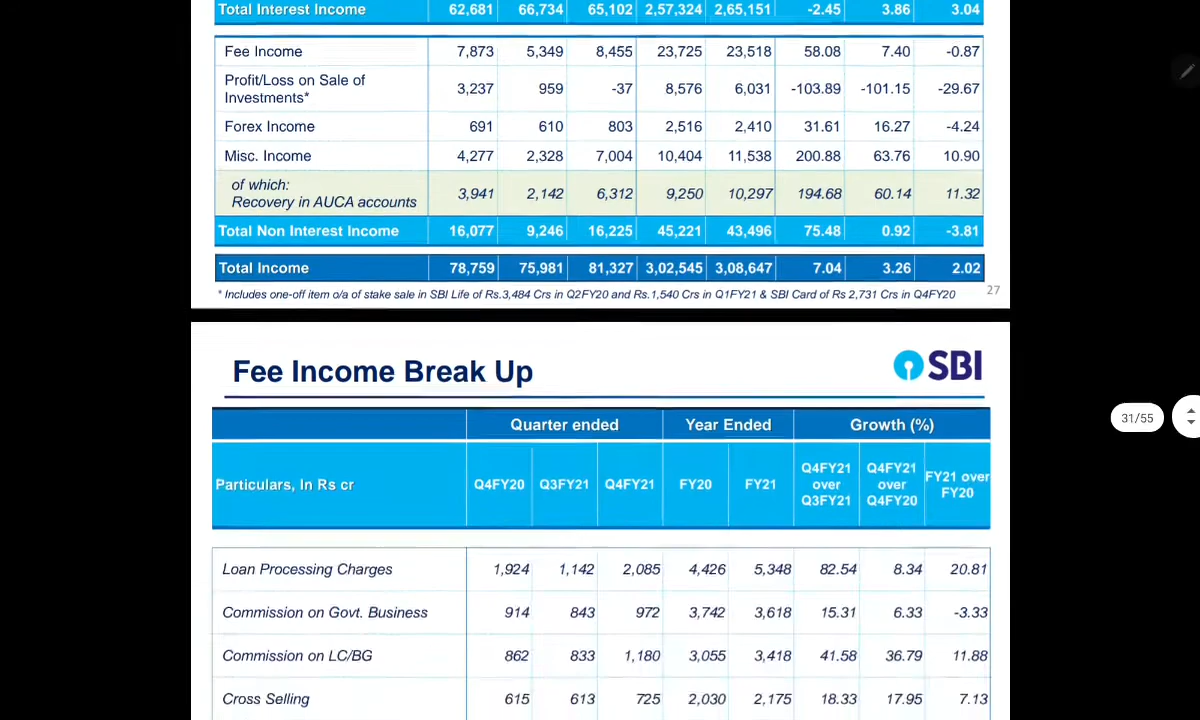 Total Interest Income 62,681 66,734 65,102 2,57,324 2,65,151 -2.45 3.86 3.04
Fee Income 7,873 5,349 8,455 23,725 23,518 58.08 7.40 -0.87
Profit/Loss on Sale of
Investments* 3,237 959 -37 8,576 6,031 -103.89 -101.15 -29.67
Forex Income 691 610 803 2,516 2,410 31.61 16.27 -4.24
Misc. Income 4,277 2,328 7,004 10,404 11,538 200.88 63.76 10.90
of which:
Recovery in AUCA accounts 3,941 2,142 6,312 9,250 10,297 194.68 60.14 11.32
Total Non Interest Income 16,077 9,246 16,225 45,221 43,496 75.48 0.92 -3.81
Total Income 78,759 75,981 81,327 3,02,545 3,08,647 7.04 3.26 2.02
* Includes one-off item o/a of stake sale in SBI Life of Rs.3,484 Crs in Q2FY20 and Rs.1,540 Crs in Q1FY21 & SBI Card of Rs 2,731 Crs in Q4FY20
27
Fee Income Break Up
SBI
31/55
Quarter ended Year Ended Growth (%)
Particulars, In Rs cr Q4FY20 Q3FY21 Q4FY21 FY20 FY21 Q4FY21 over Q3FY21 Q4FY21 over Q4FY20 FY21 over FY20
Loan Processing Charges 1,924 1,142 2,085 4,426 5,348 82.54 8.34 20.81
Commission on Govt. Business 914 843 972 3,742 3,618 15.31 6.33 -3.33
Commission on LC/BG 862 833 1,180 3,055 3,418 41.58 36.79 11.88
Cross Selling 615 613 725 2,030 2,175 18.33 17.95 7.13